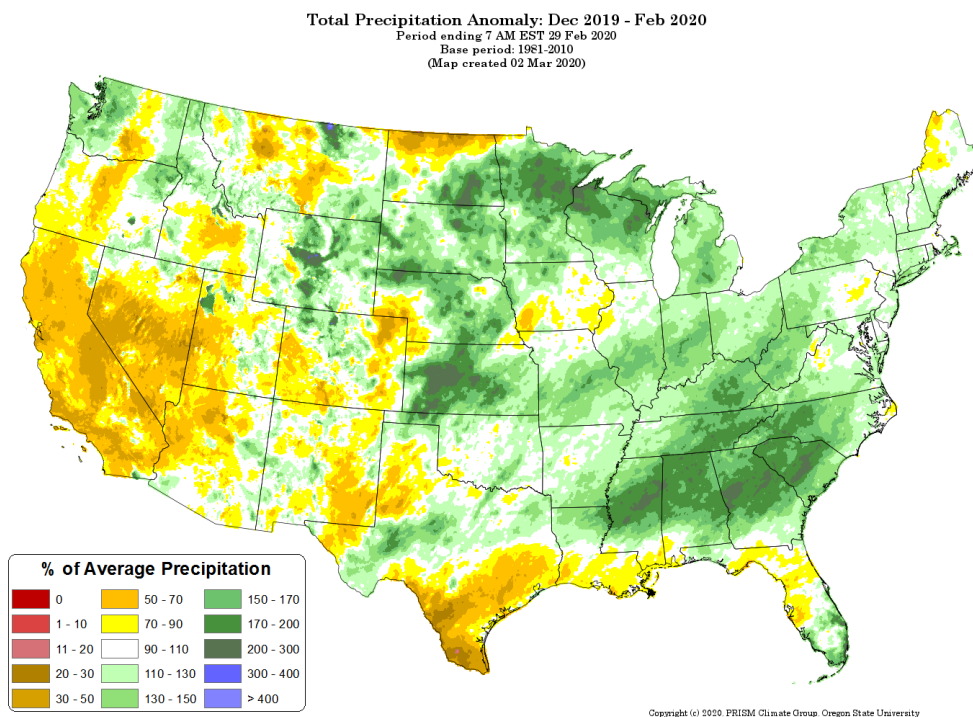 Total Precipitation Anomaly: Dec 2019 - Feb 2020
Period ending 7 AM EST 29 Feb 2020
Base period: 1981-2010
(Map created 02 Mar 2020)
% of Average Precipitation
0
1 - 10
11 - 20
20 - 30
30 - 50
50 - 70
70 - 90
90 - 110
110 - 130
130 - 150
150 - 170
170 - 200
200 - 300
300 - 400
> 400
Copyright (c) 2020, PRISM Climate Group, Oregon State University